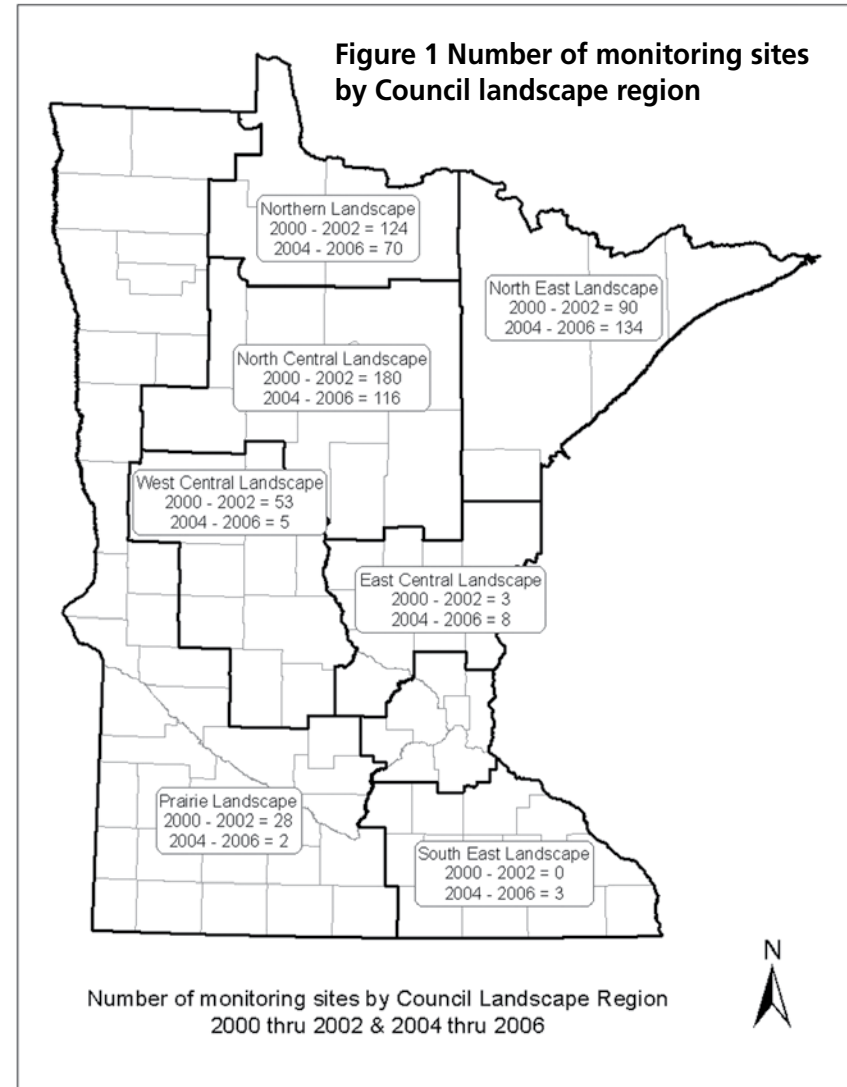 Figure 1 Number of monitoring sites
by Council landscape region
Northern Landscape
2000 - 2002 = 124
2004 - 2006 = 70
North East Landscape
2000 - 2002 = 90
2004 - 2006 = 134
North Central Landscape
2000 - 2002 = 180
2004 - 2006 = 116
West Central Landscape
2000 - 2002 = 53
2004 - 2006 = 5
East Central Landscape
2000 - 2002 = 3
2004 - 2006 = 8
Prairie Landscape
2000 - 2002 = 28
2004 - 2006 = 2
South East Landscape
2000 - 2002 = 0
2004 - 2006 = 3
N
Number of monitoring sites by Council Landscape Region
2000 thru 2002 & 2004 thru 2006